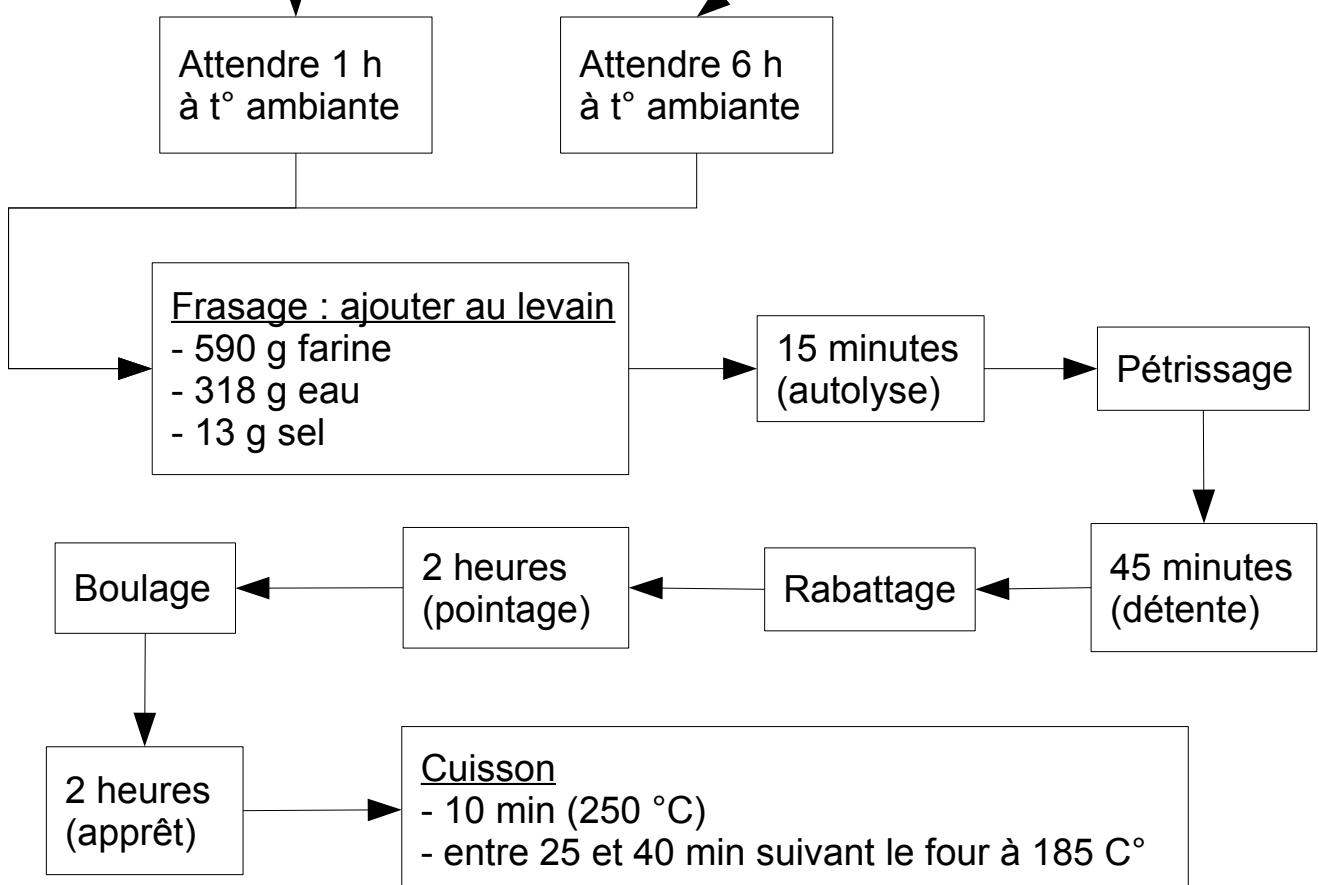 Attendre 1 h
à t° ambiante
Attendre 6 h
à t° ambiante
Frasage : ajouter au levain
- 590 g farine
- 318 g eau
- 13 g sel
15 minutes
(autolyse)
Pétrissage
45 minutes
(détente)
Rabattage
2 heures
(pointage)
Boulage
2 heures
(apprêt)
Cuisson
- 10 min (250 °C)
- entre 25 et 40 min suivant le four à 185 C°